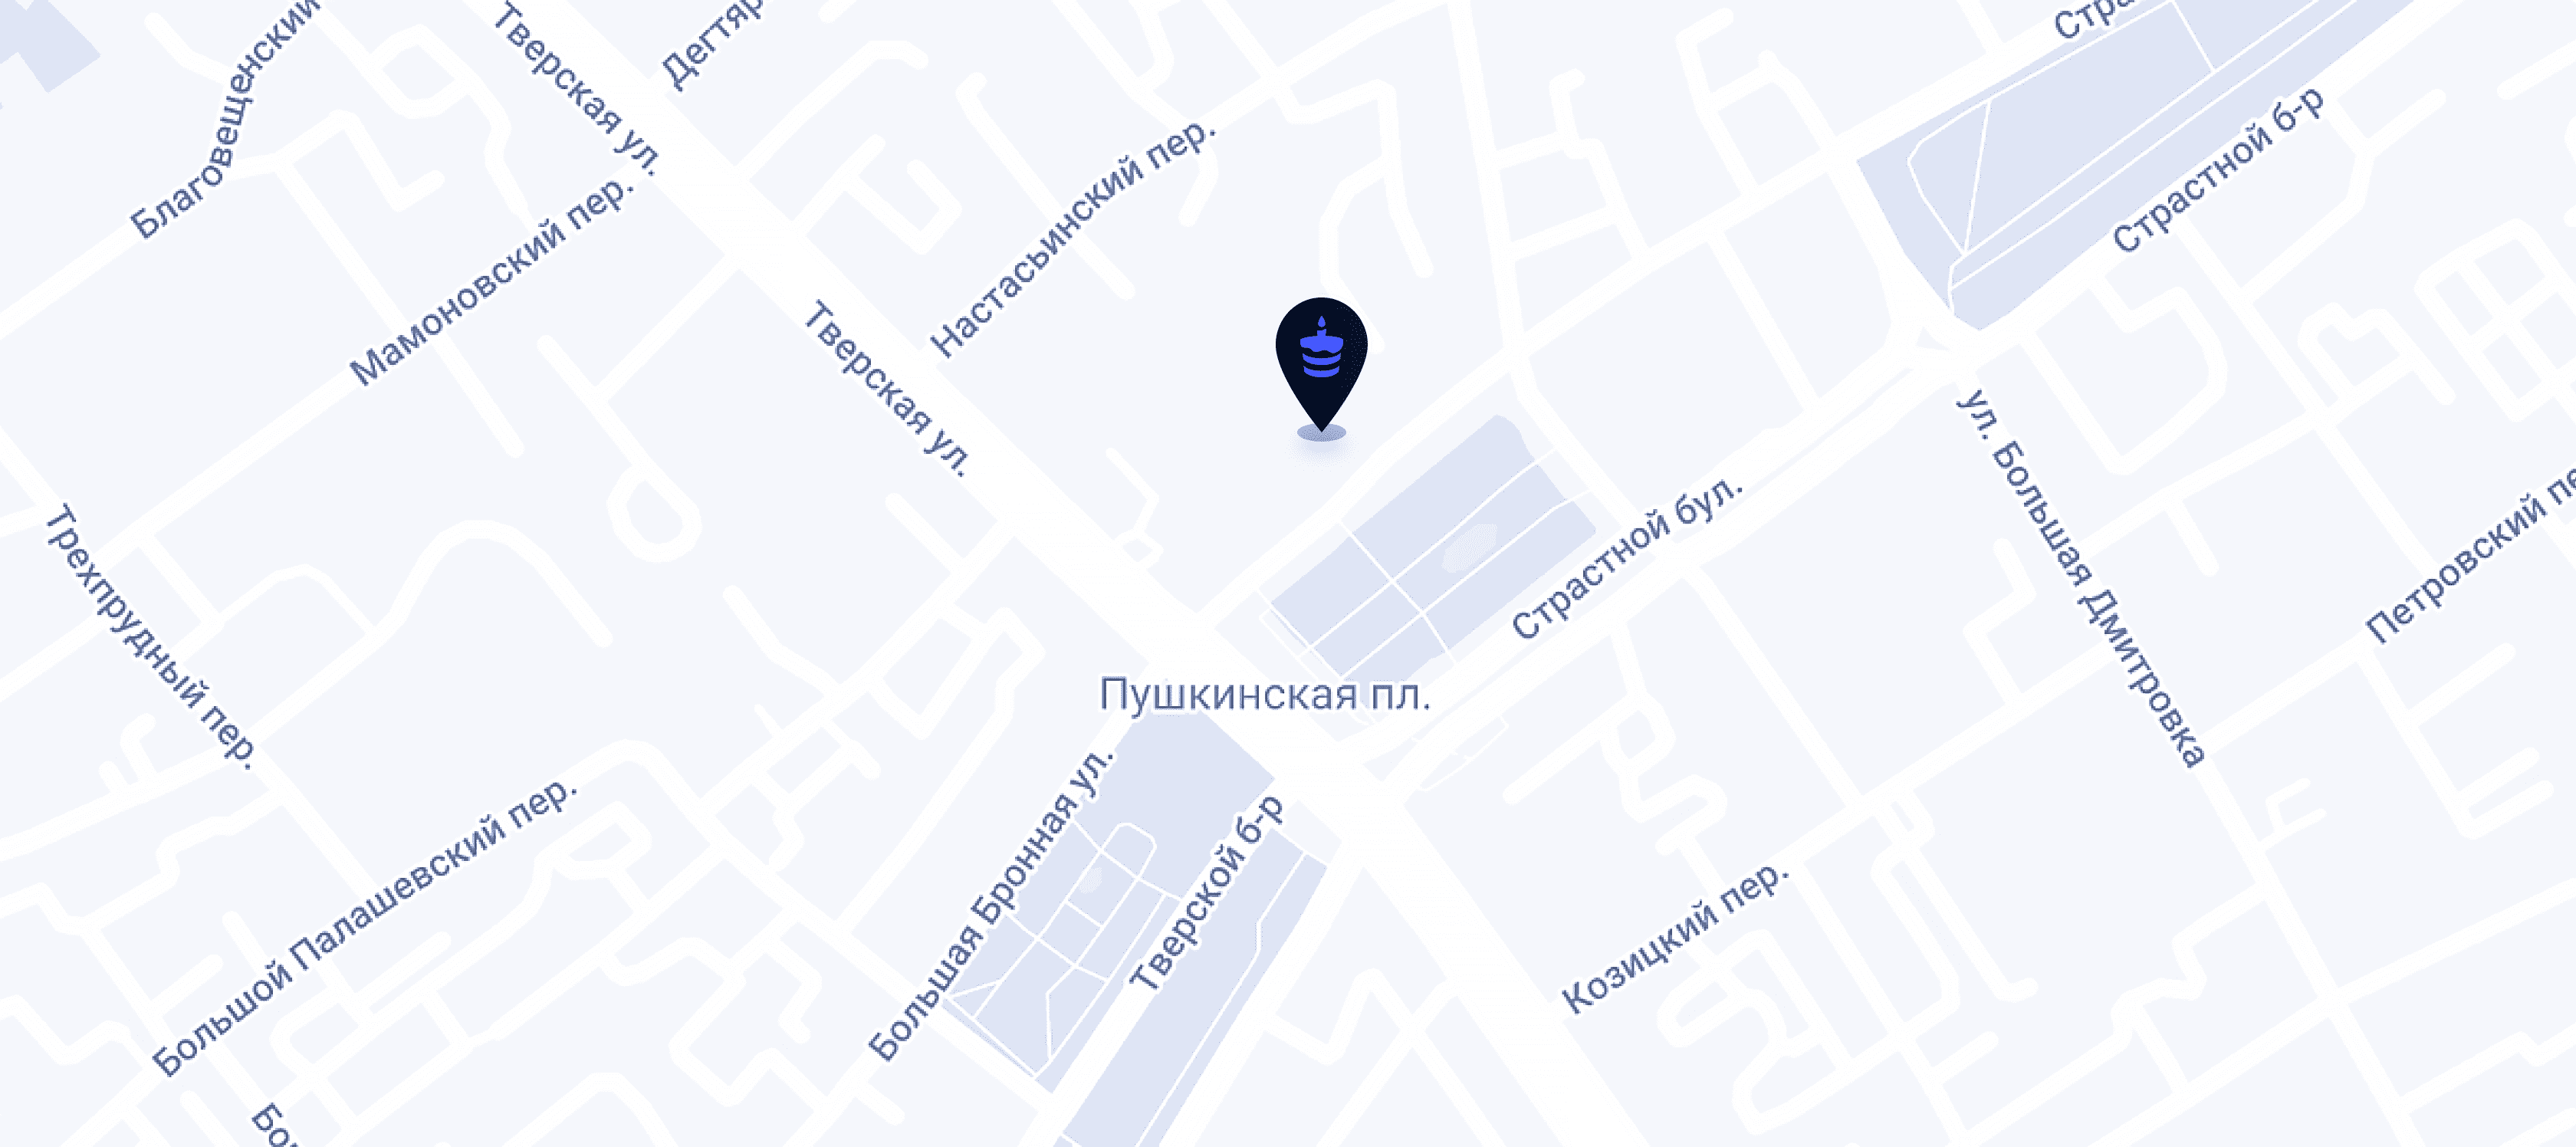 Благовещенский
Тверская ул.
Дегтяр
Стра
Страстной б-р
Мамоновский пер.
Настасьинский пер.
Тверская ул.
ул. Большая Дмитровка
Страстной бул.
Петровский пе
Трехпрудный пер.
Пушкинская пл.
Большой Палашевский пер.
Большая Бронная ул.
Тверской б-р
Козицкий пер.
Бо